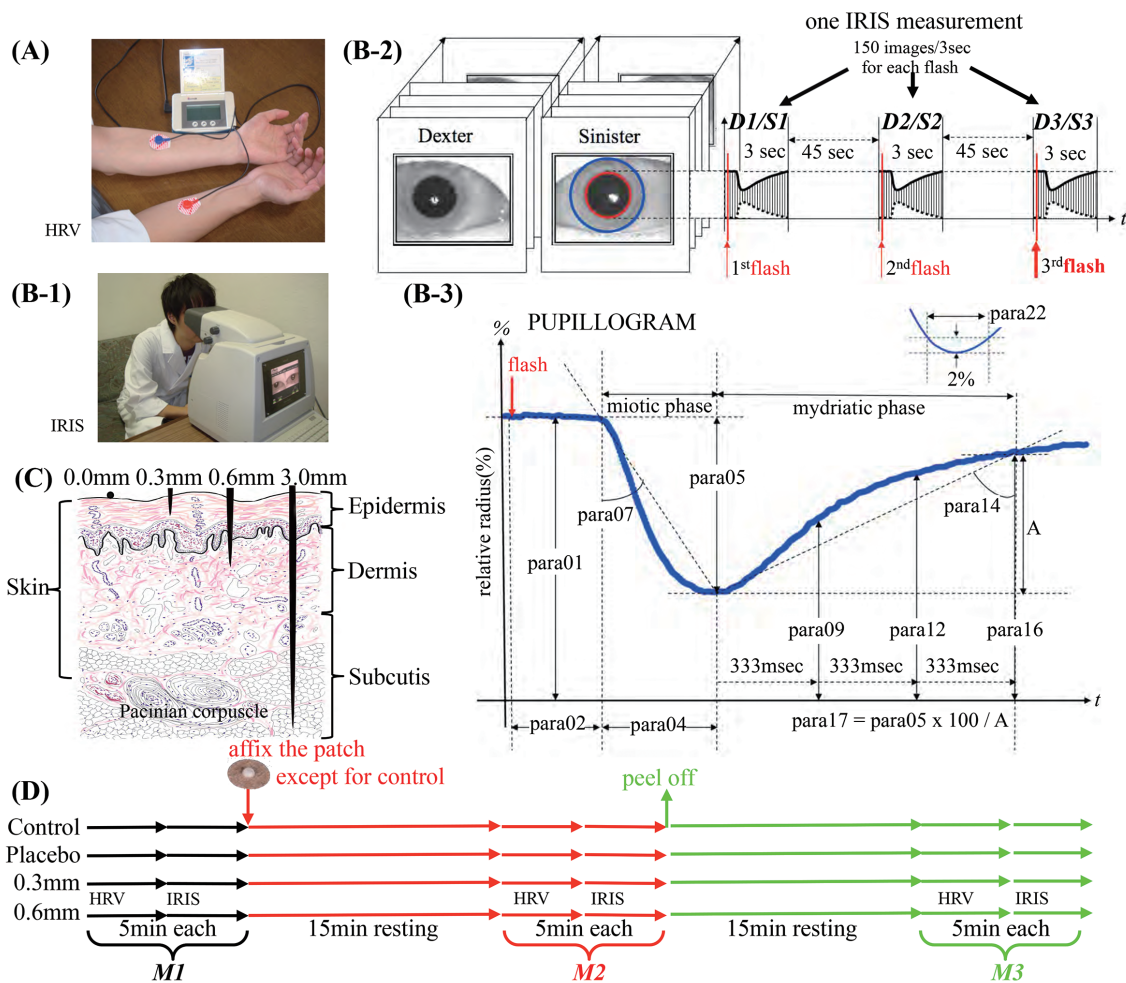 (A)
HRV
(B-1)
IRIS
(B-2)
Dexter
Sinister
one IRIS measurement
150 images/3sec
for each flash
D1/S1
D2/S2
D3/S3
3 sec
45 sec
3 sec
45 sec
3 sec
t
1st flash
2nd flash
3rd flash
(B-3)
PUPILLOGRAM
%
flash
para22
2%
miotic phase
mydriatic phase
relative radius(%)
para01
para07
para05
para14
A
para09
para12
para16
333msec
333msec
333msec
t
para02
para04
para17 = para05 x 100 / A
(C)
0.0mm
0.3mm
0.6mm
3.0mm
Epidermis
Skin
Dermis
Subcutis
Pacinian corpuscle
affix the patch
except for control
(D)
peel off
Control
Placebo
0.3mm
HRV
IRIS
HRV
IRIS
HRV
IRIS
0.6mm
5min each
15min resting
5min each
15min resting
5min each
M1
M2
M3